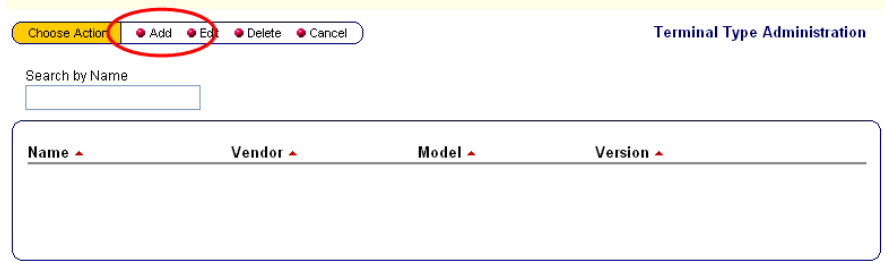 Choose Action Add Edit Delete Cancel Terminal Type Administration
Search by Name
Name Vendor Model Version